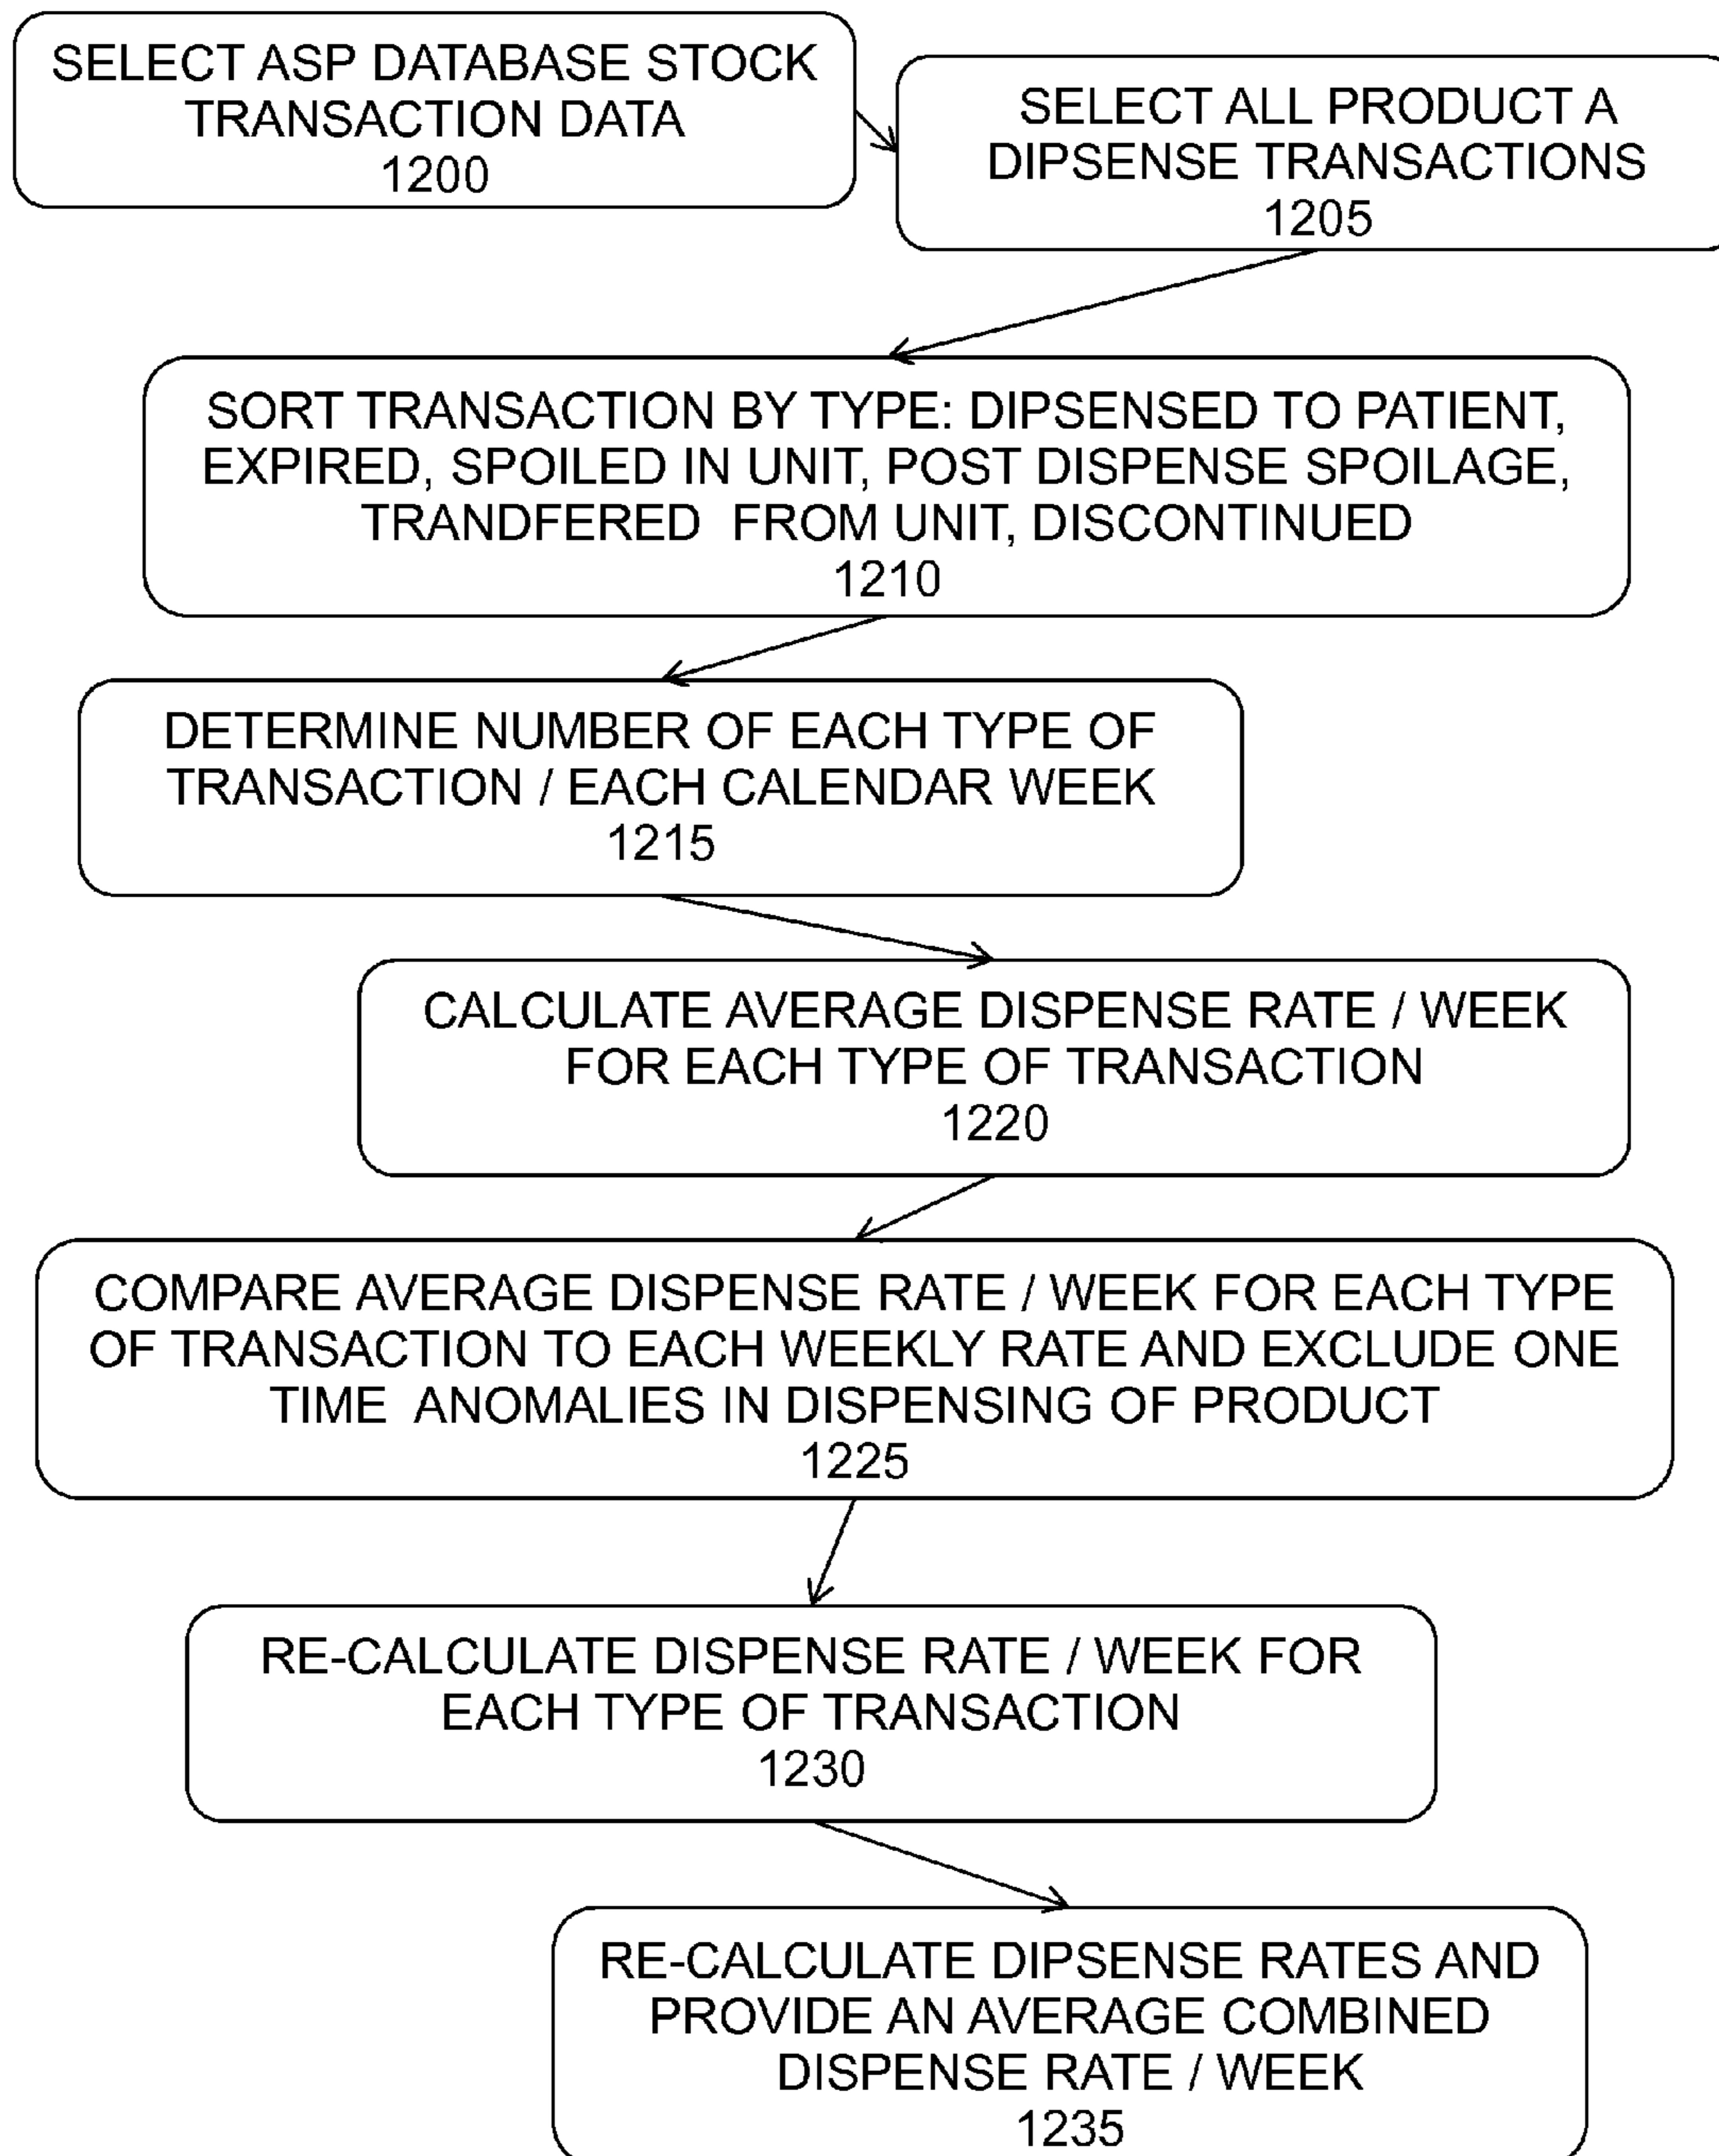 SELECT ASP DATABASE STOCK
TRANSACTION DATA
1200
SELECT ALL PRODUCT A
DIPSENSE TRANSACTIONS
1205
SORT TRANSACTION BY TYPE: DIPSENSED TO PATIENT,
EXPIRED, SPOILED IN UNIT, POST DISPENSE SPOILAGE,
TRANDFERED FROM UNIT, DISCONTINUED
1210
DETERMINE NUMBER OF EACH TYPE OF
TRANSACTION / EACH CALENDAR WEEK
1215
CALCULATE AVERAGE DISPENSE RATE / WEEK
FOR EACH TYPE OF TRANSACTION
1220
COMPARE AVERAGE DISPENSE RATE / WEEK FOR EACH TYPE
OF TRANSACTION TO EACH WEEKLY RATE AND EXCLUDE ONE
TIME ANOMALIES IN DISPENSING OF PRODUCT
1225
RE-CALCULATE DISPENSE RATE / WEEK FOR
EACH TYPE OF TRANSACTION
1230
RE-CALCULATE DIPSENSE RATES AND
PROVIDE AN AVERAGE COMBINED
DISPENSE RATE / WEEK
1235